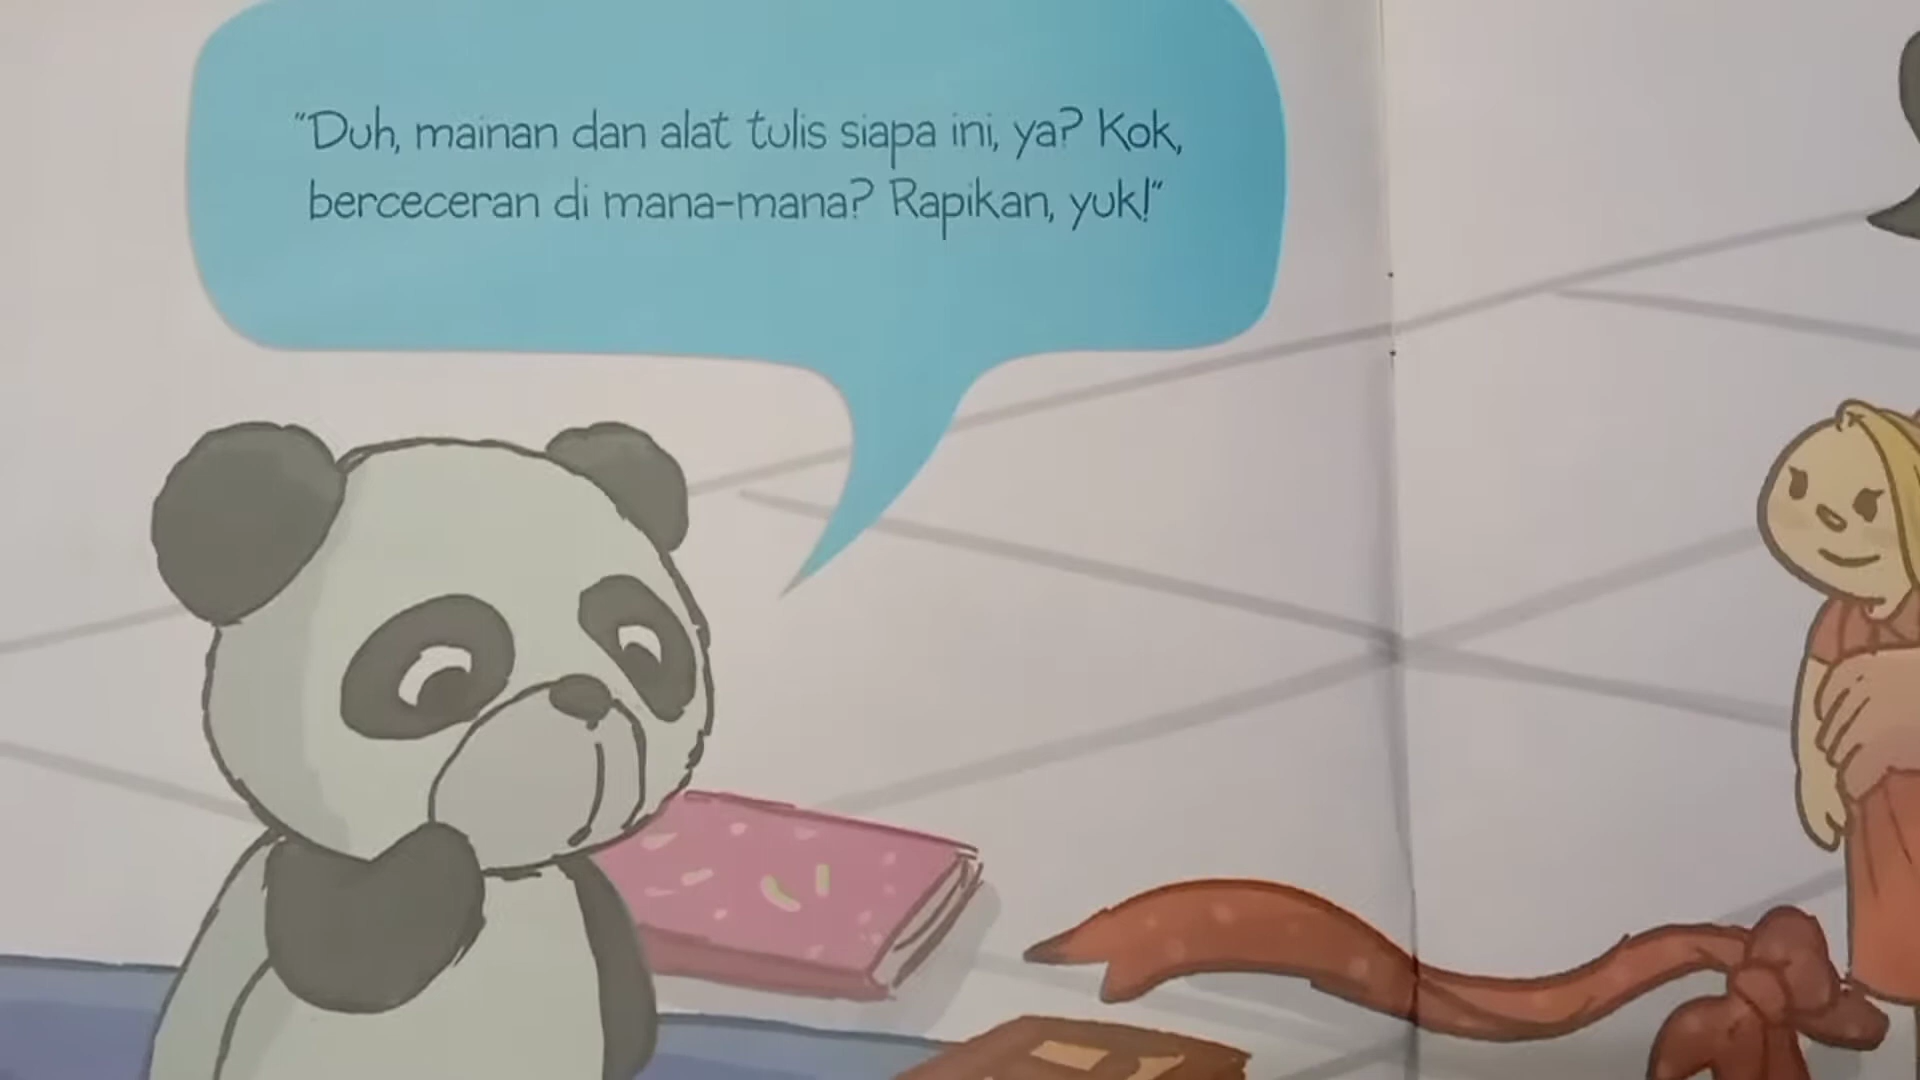 "Duh, mainan dan alat tulis siapa ini, ya? Kok,
berceceran di mana-mana? Rapikan, yuk!"